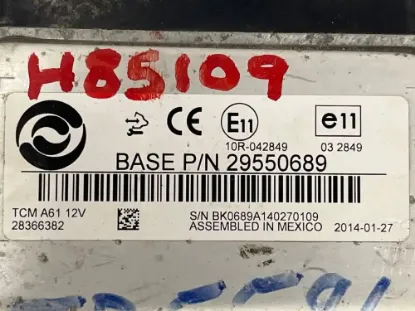 H85109
CE E11 e11
10R-042849 03 2849
BASE P/N 29550689
TCM A61 12V S/N BK0689A140270109
28366382 ASSEMBLED IN MEXICO 2014-01-27